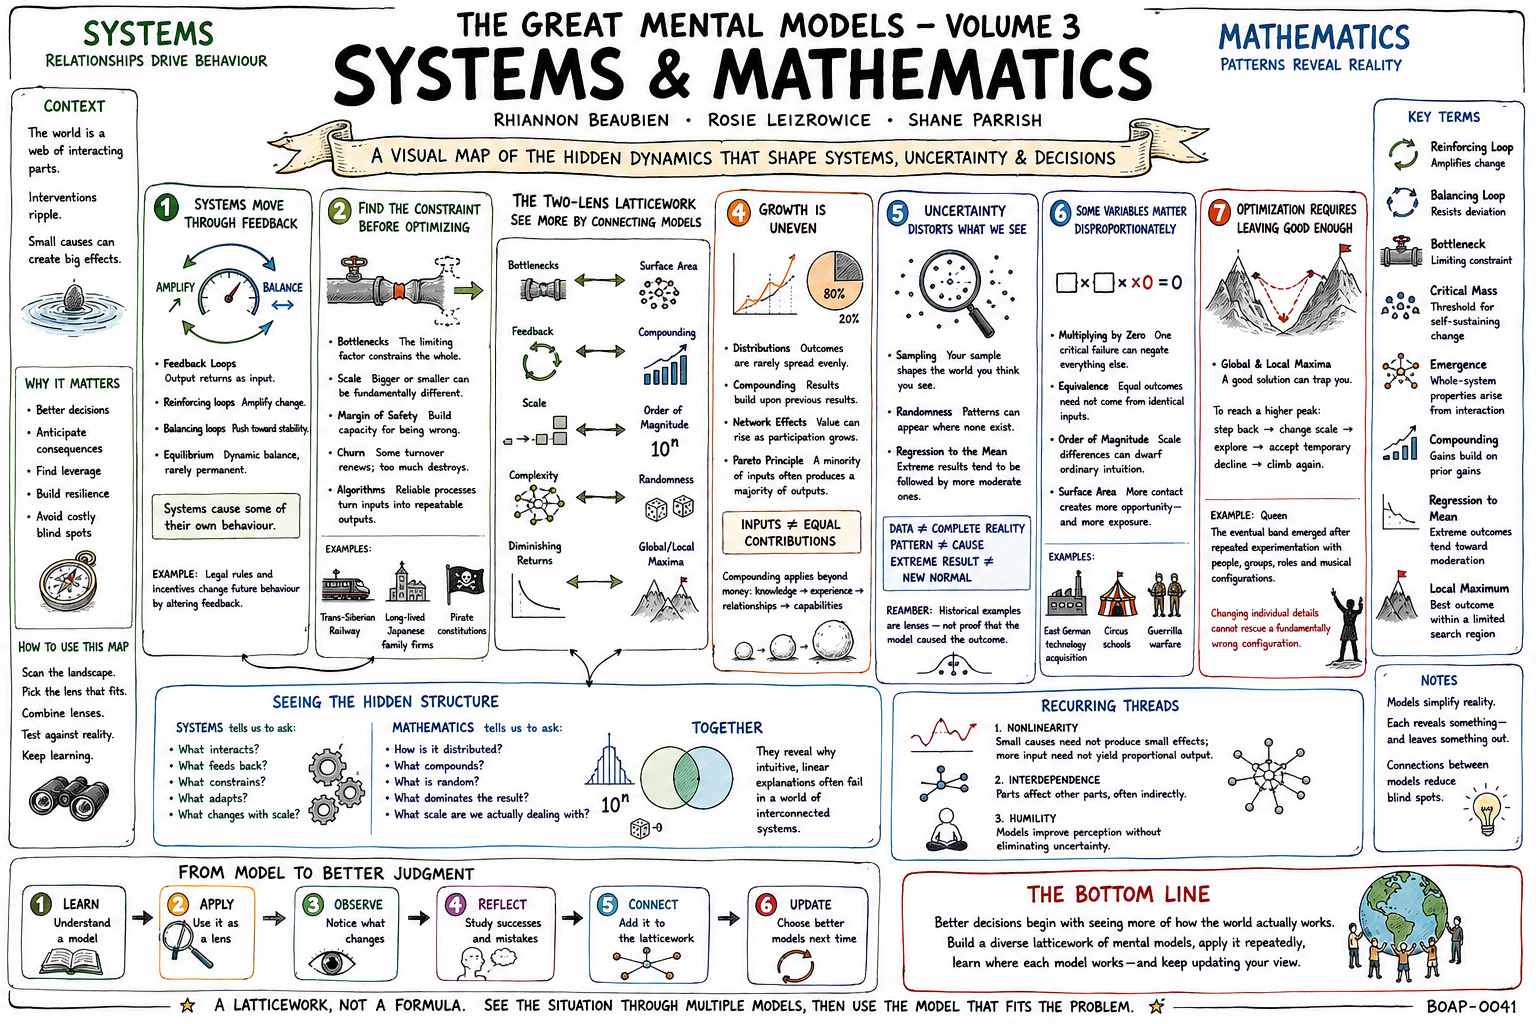 SYSTEMS
RELATIONSHIPS DRIVE BEHAVIOUR
THE GREAT MENTAL MODELS – VOLUME 3
SYSTEMS & MATHEMATICS
RHIANNON BEAUBIEN • ROSIE LEIZROWICE • SHANE PARRISH
A VISUAL MAP OF THE HIDDEN DYNAMICS THAT SHAPE SYSTEMS, UNCERTAINTY & DECISIONS
MATHEMATICS
PATTERNS REVEAL REALITY
CONTEXT
The world is a
web of interacting
parts.
Interventions
ripple.
Small causes can
create big effects.
WHY IT MATTERS
• Better decisions
• Anticipate
consequences
• Find leverage
• Build resilience
• Avoid costly
blind spots
HOW TO USE THIS MAP
Scan the landscape.
Pick the lens that fits.
Combine lenses.
Test against reality.
Keep learning.
1 SYSTEMS MOVE
THROUGH FEEDBACK
AMPLIFY
BALANCE
• Feedback Loops
Output returns as input.
• Reinforcing loops Amplify change.
• Balancing loops Push toward stability.
• Equilibrium Dynamic balance,
rarely permanent.
Systems cause some of
their own behaviour.
EXAMPLE: Legal rules and
incentives change future behaviour
by altering feedback.
2 FIND THE CONSTRAINT
BEFORE OPTIMIZING
• Bottlenecks The limiting
factor constrains the whole.
• Scale Bigger or smaller can
be fundamentally different.
• Margin of Safety Build
capacity for being wrong.
• Churn Some turnover
renews; too much destroys.
• Algorithms Reliable processes
turn inputs into repeatable
outputs.
EXAMPLES:
Trans-Siberian
Railway
Long-lived
Japanese
family firms
Pirate
constitutions
THE TWO-LENS LATTICEWORK
SEE MORE BY CONNECTING MODELS
Bottlenecks
Surface Area
Feedback
Compounding
Scale
Order of
Magnitude
10ⁿ
Complexity
Randomness
Diminishing
Returns
Global/Local
Maxima
4 GROWTH IS
UNEVEN
80%
20%
• Distributions Outcomes
are rarely spread evenly.
• Compounding Results
build upon previous results.
• Network Effects Value can
rise as participation grows.
• Pareto Principle A minority
of inputs often produces a
majority of outputs.
INPUTS ≠ EQUAL
CONTRIBUTIONS
Compounding applies beyond
money: knowledge → experience →
relationships → capabilities
5 UNCERTAINTY
DISTORTS WHAT WE SEE
• Sampling Your sample
shapes the world you think
you see.
• Randomness Patterns can
appear where none exist.
• Regression to the Mean
Extreme results tend to be
followed by more moderate
ones.
DATA ≠ COMPLETE REALITY
PATTERN ≠ CAUSE
EXTREME RESULT ≠
NEW NORMAL
REAMBER: Historical examples
are lenses — not proof that the
model caused the outcome.
6 SOME VARIABLES MATTER
DISPROPORTIONATELY
□×□××0=0
• Multiplying by Zero One
critical failure can negate
everything else.
• Equivalence Equal outcomes
need not come from identical
inputs.
• Order of Magnitude Scale
differences can dwarf
ordinary intuition.
• Surface Area More contact
creates more opportunity—
and more exposure.
EXAMPLES:
East German
technology
acquisition
Circus
schools
Guerrilla
warfare
7 OPTIMIZATION REQUIRES
LEAVING GOOD ENOUGH
• Global & Local Maxima
A good solution can trap you.
To reach a higher peak:
step back → change scale →
explore → accept temporary
decline → climb again.
EXAMPLE: Queen
The eventual band emerged after
repeated experimentation with
people, groups, roles and musical
configurations.
Changing individual details
cannot rescue a fundamentally
wrong configuration.
KEY TERMS
Reinforcing Loop
Amplifies change
Balancing Loop
Resists deviation
Bottleneck
Limiting constraint
Critical Mass
Threshold for
self-sustaining
change
Emergence
Whole-system
properties arise
from interaction
Compounding
Gains build on
prior gains
Regression to
Mean
Extreme outcomes
tend toward
moderation
Local Maximum
Best outcome
within a limited
search region
NOTES
Models simplify reality.
Each reveals something—
and leaves something out.
Connections between
models reduce
blind spots.
SEEING THE HIDDEN STRUCTURE
SYSTEMS tells us to ask:
• What interacts?
• What feeds back?
• What constrains?
• What adapts?
• What changes with scale?
MATHEMATICS tells us to ask:
• How is it distributed?
• What compounds?
• What is random?
• What dominates the result?
• What scale are we actually dealing with?
10ⁿ
-0
TOGETHER
They reveal why
intuitive, linear
explanations often fail
in a world of
interconnected
systems.
RECURRING THREADS
1. NONLINEARITY
Small causes need not produce small effects;
more input need not yield proportional output.
2. INTERDEPENDENCE
Parts affect other parts, often indirectly.
3. HUMILITY
Models improve perception without
eliminating uncertainty.
FROM MODEL TO BETTER JUDGMENT
1 LEARN
Understand
a model
2 APPLY
Use it as
a lens
3 OBSERVE
Notice what
changes
4 REFLECT
Study successes
and mistakes
5 CONNECT
Add it to
the latticework
6 UPDATE
Choose better
models next time
THE BOTTOM LINE
Better decisions begin with seeing more of how the world actually works.
Build a diverse latticework of mental models, apply it repeatedly,
learn where each model works—and keep updating your view.
A LATTICEWORK, NOT A FORMULA. SEE THE SITUATION THROUGH MULTIPLE MODELS, THEN USE THE MODEL THAT FITS THE PROBLEM.
BOAP-0041